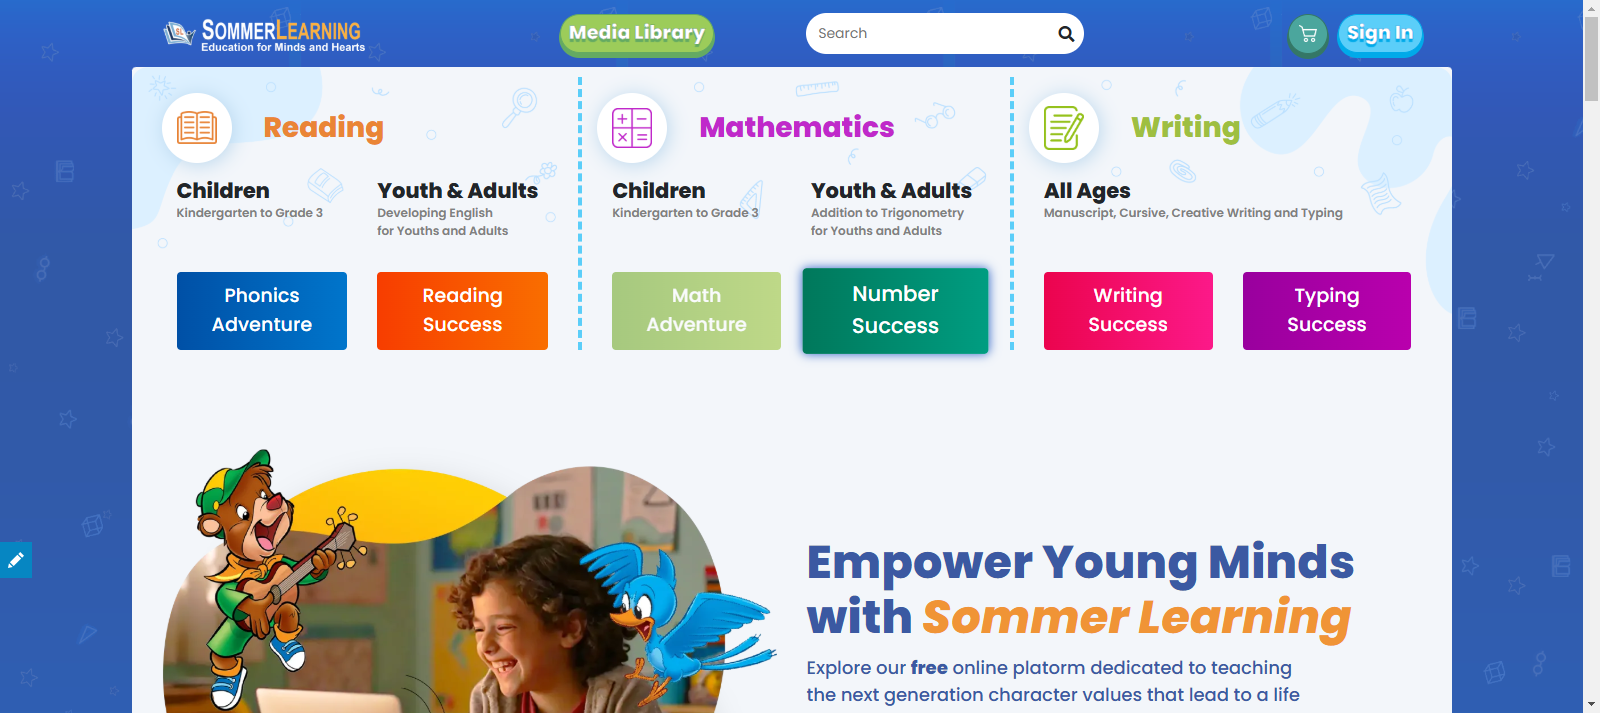 SOMMERLEARNING
Education for Minds and Hearts
Media Library
Search
Sign In
Reading
Children
Kindergarten to Grade 3
Youth & Adults
Developing English
for Youths and Adults
Phonics
Adventure
Reading
Success
Mathematics
Children
Kindergarten to Grade 3
Youth & Adults
Addition to Trigonometry
for Youths and Adults
Math
Adventure
Number
Success
Writing
All Ages
Manuscript, Cursive, Creative Writing and Typing
Writing
Success
Typing
Success
Empower Young Minds
with Sommer Learning
Explore our free online platorm dedicated to teaching
the next generation character values that lead to a life